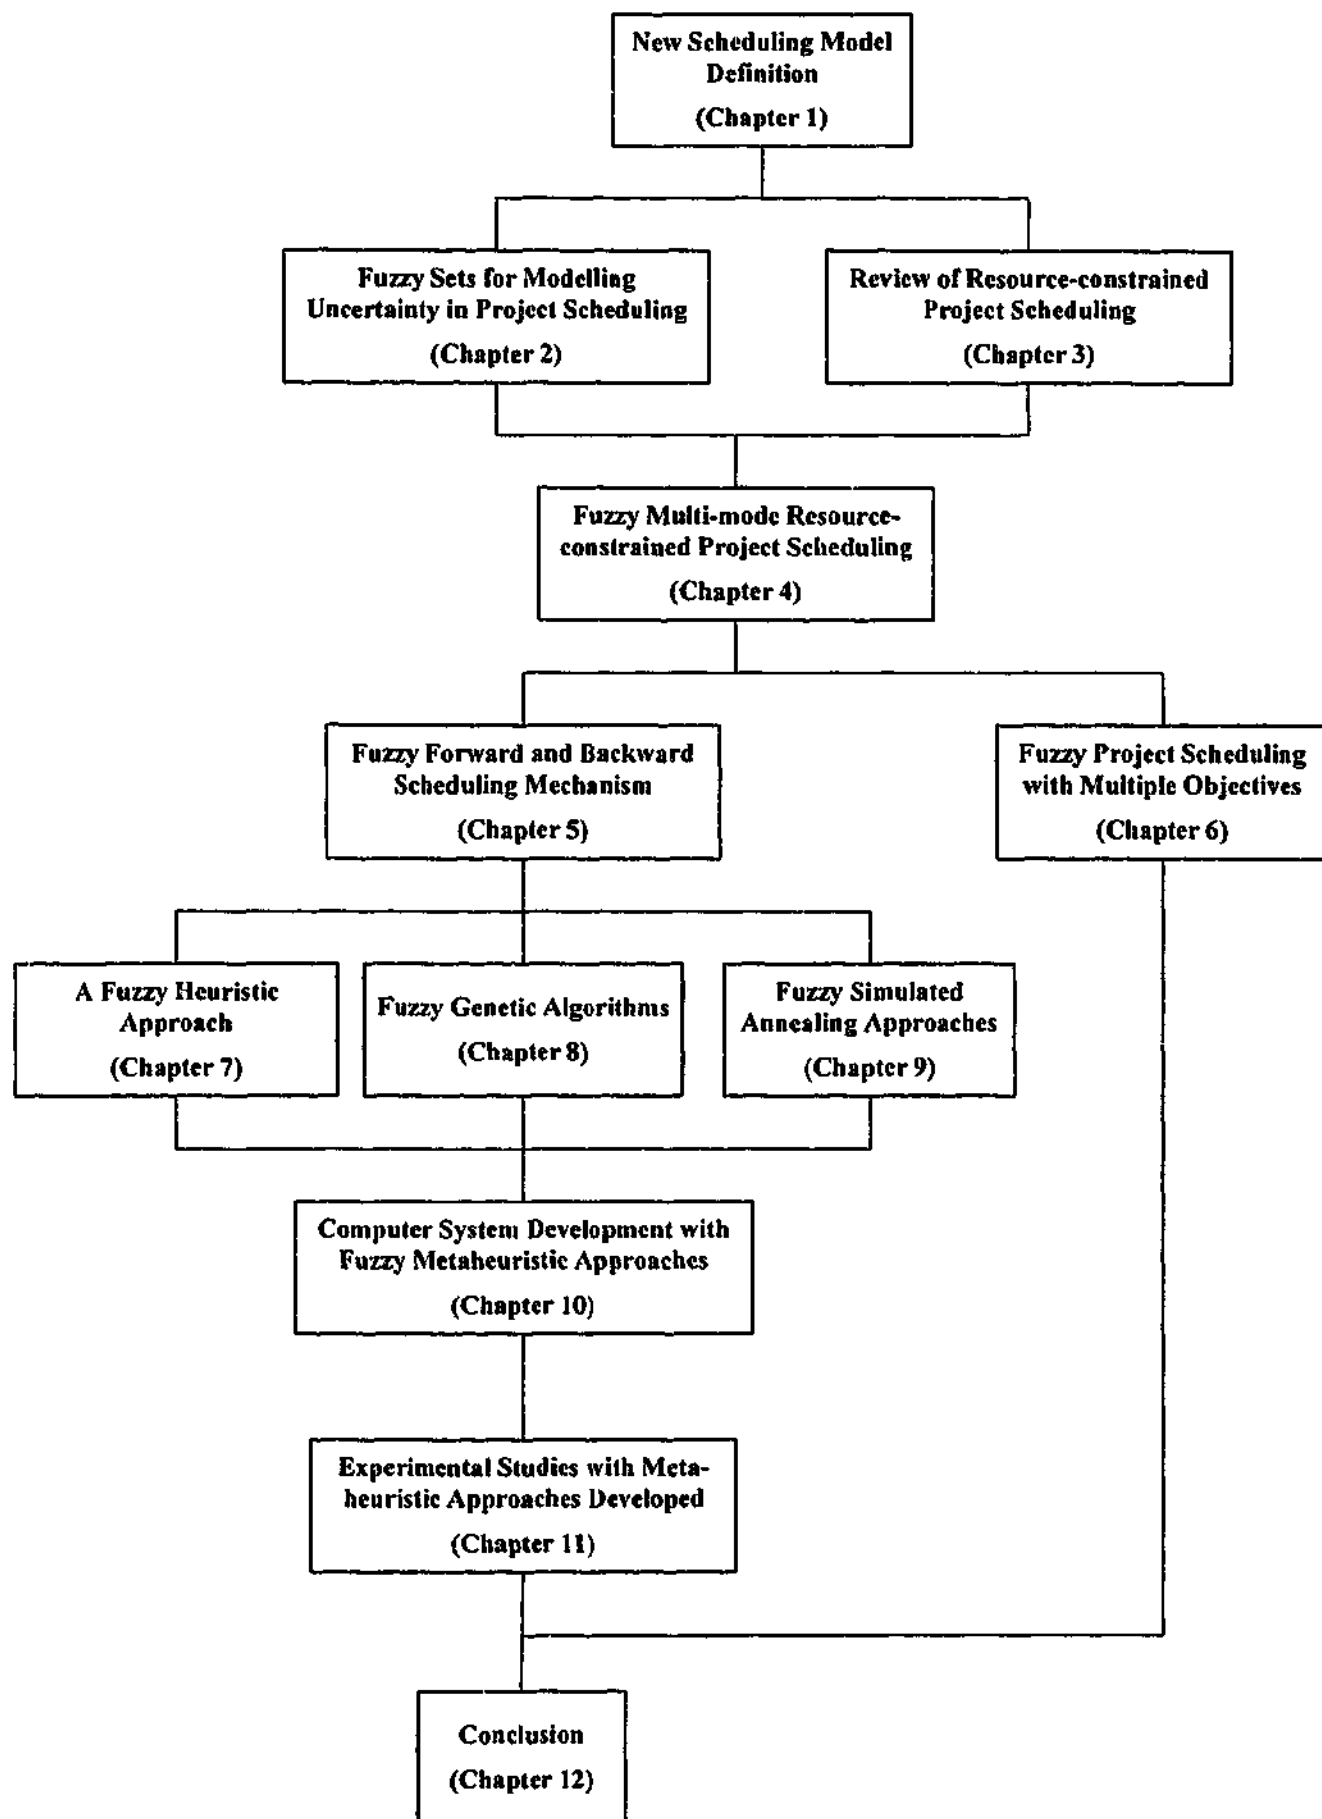 New Scheduling Model
Definition
(Chapter 1)
Fuzzy Sets for Modelling
Uncertainty in Project Scheduling
(Chapter 2)
Review of Resource-constrained
Project Scheduling
(Chapter 3)
Fuzzy Multi-mode Resource-
constrained Project Scheduling
(Chapter 4)
Fuzzy Forward and Backward
Scheduling Mechanism
(Chapter 5)
Fuzzy Project Scheduling
with Multiple Objectives
(Chapter 6)
A Fuzzy Heuristic
Approach
(Chapter 7)
Fuzzy Genetic Algorithms
(Chapter 8)
Fuzzy Simulated
Annealing Approaches
(Chapter 9)
Computer System Development with
Fuzzy Metaheuristic Approaches
(Chapter 10)
Experimental Studies with Meta-
heuristic Approaches Developed
(Chapter 11)
Conclusion
(Chapter 12)